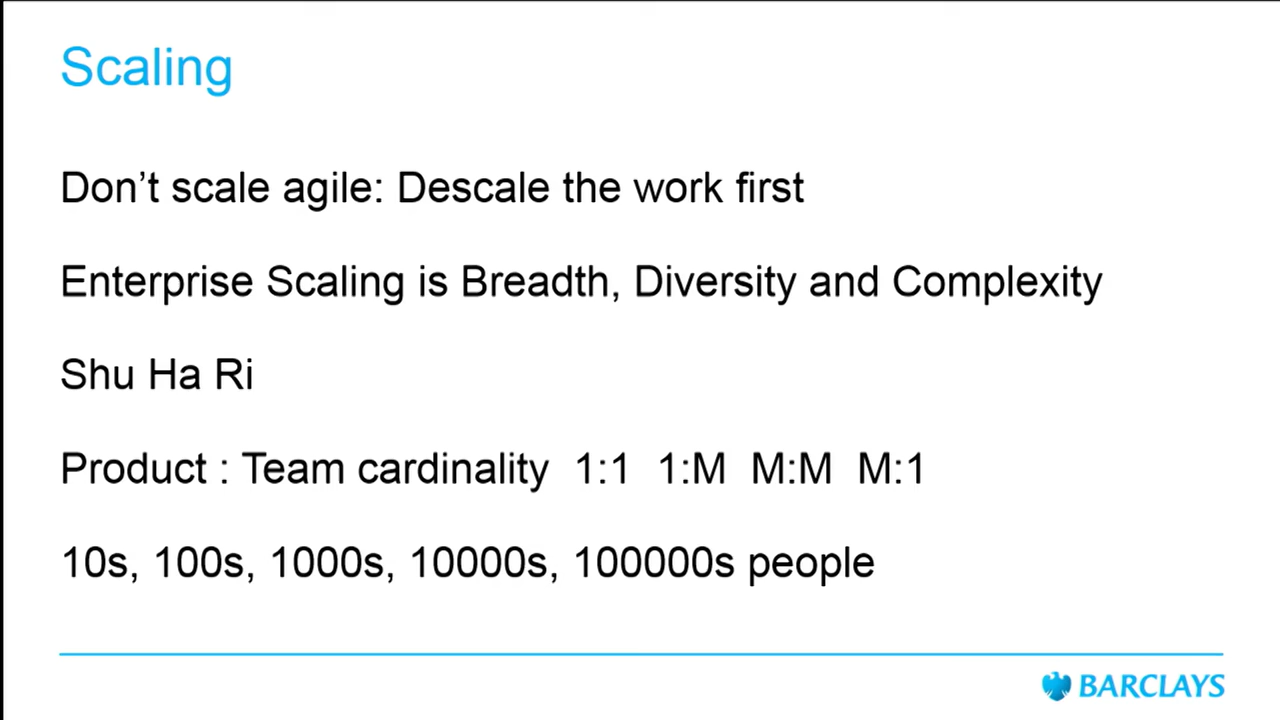 Scaling
Don’t scale agile: Descale the work first
Enterprise Scaling is Breadth, Diversity and Complexity
Shu Ha Ri
Product : Team cardinality 1:1 1:M M:M M:1
10s, 100s, 1000s, 10000s, 100000s people
BARCLAYS